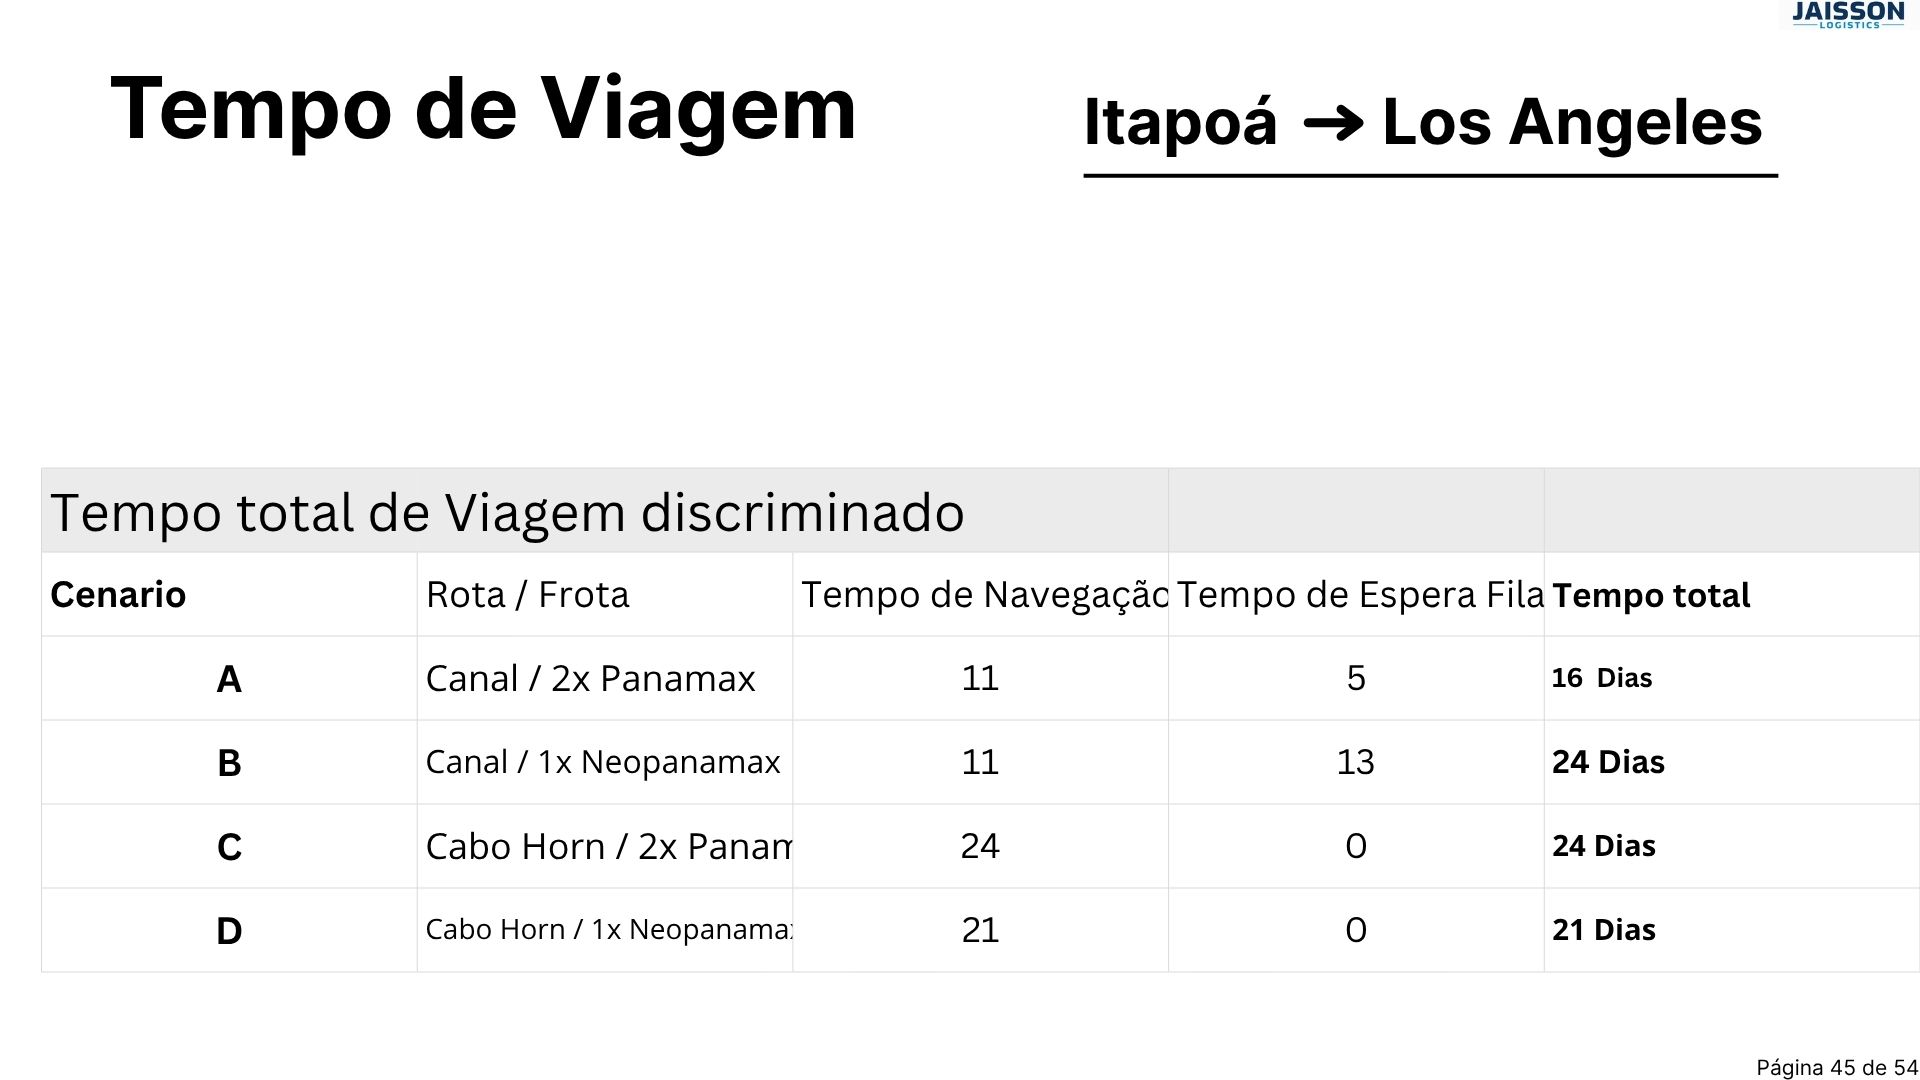 JAISSON
LOGISTICS
Tempo de Viagem
Itapoá → Los Angeles
Tempo total de Viagem discriminado
Cenario Rota / Frota Tempo de Navegação Tempo de Espera Fila Tempo total
A Canal / 2x Panamax 11 5 16 Dias
B Canal / 1x Neopanamax 11 13 24 Dias
C Cabo Horn / 2x Panam 24 0 24 Dias
D Cabo Horn / 1x Neopanamax 21 0 21 Dias
Página 45 de 54